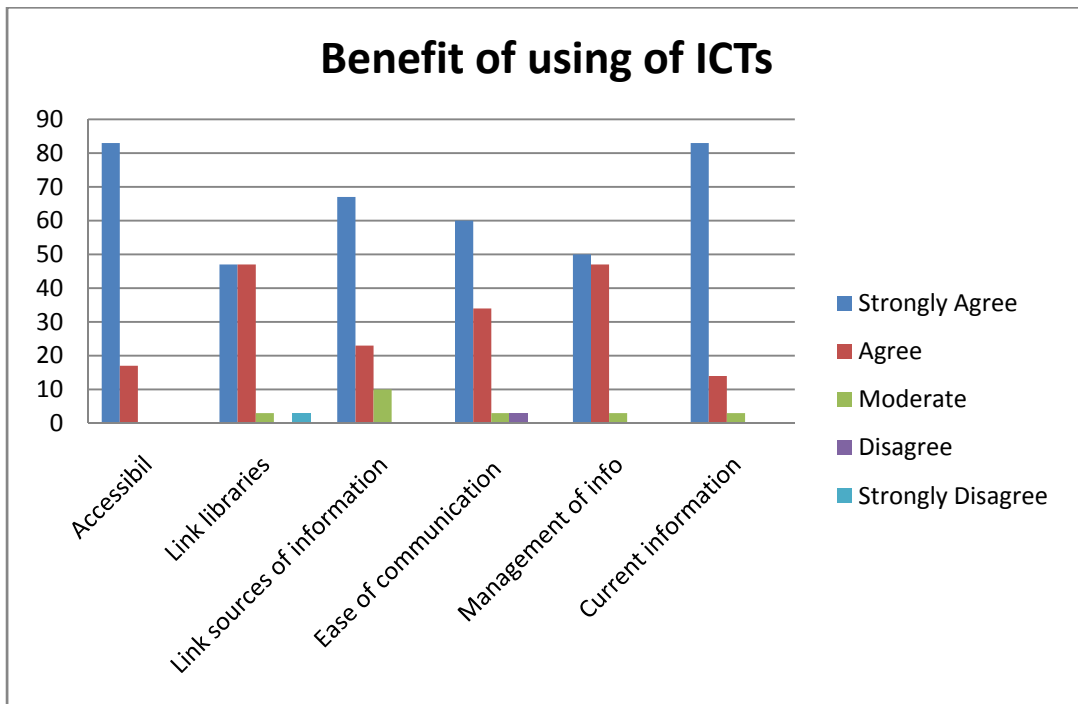 Benefit of using of ICTs
90
80
70
60
50
40
30
20
10
0
Accessibil
Link libraries
Link sources of information
Ease of communication
Management of info
Current information
Strongly Agree
Agree
Moderate
Disagree
Strongly Disagree